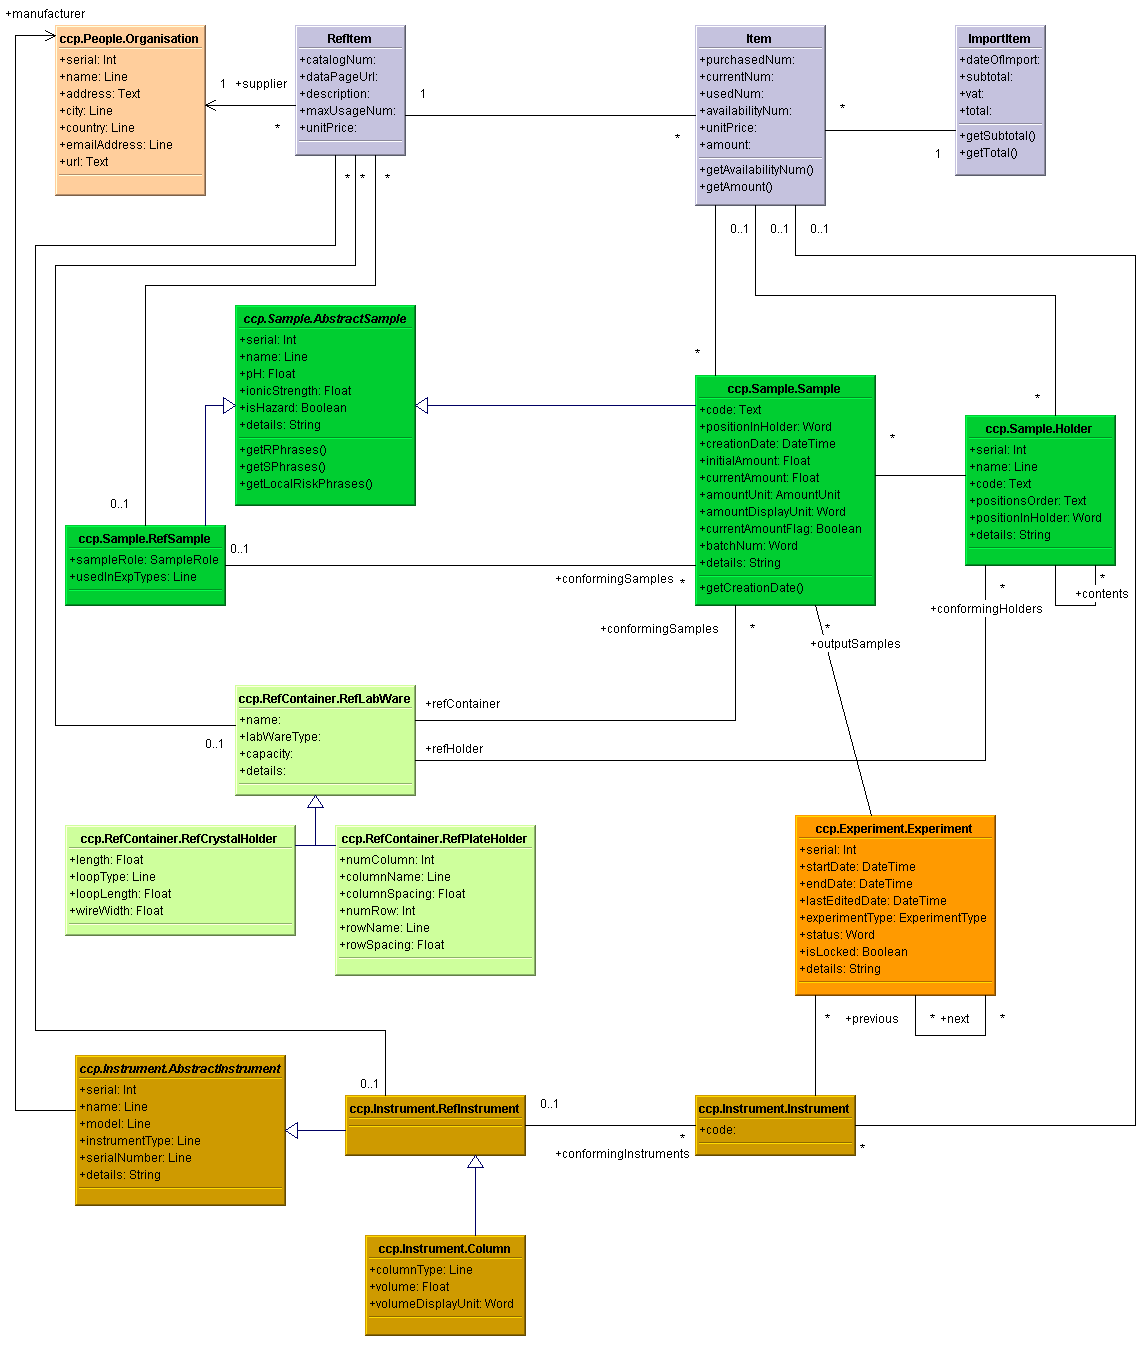 +manufacturer
ccp.People.Organisation
+serial: Int
+name: Line
+address: Text
+city: Line
+country: Line
+emailAddress: Line
+url: Text
1 +supplier
*
RefItem
+catalogNum:
+dataPageUrl:
+description:
+maxUsageNum:
+unitPrice:
1
*
Item
+purchasedNum:
+currentNum:
+usedNum:
+availabilityNum:
+unitPrice:
+amount:
+getAvailabilityNum()
+getAmount()
*
1
ImportItem
+dateOfImport:
+subtotal:
+vat:
+total:
+getSubtotal()
+getTotal()
* * *
0..1 0..1 0..1
ccp.Sample.AbstractSample
+serial: Int
+name: Line
+pH: Float
+ionicStrength: Float
+isHazard: Boolean
+details: String
+getRPhrases()
+getSPhrases()
+getLocalRiskPhrases()
*
ccp.Sample.Sample
+code: Text
+positionInHolder: Word
+creationDate: DateTime
+initialAmount: Float
+currentAmount: Float
+amountUnit: AmountUnit
+amountDisplayUnit: Word
+currentAmountFlag: Boolean
+batchNum: Word
+details: String
+getCreationDate()
*
*
ccp.Sample.Holder
+serial: Int
+name: Line
+code: Text
+positionsOrder: Text
+positionInHolder: Word
+details: String
0..1
ccp.Sample.RefSample
+sampleRole: SampleRole
+usedInExpTypes: Line
0..1
+conformingSamples *
*
+contents
*
+conformingHolders
+conformingSamples *
*
+outputSamples
ccp.RefContainer.RefLabWare
+name:
+labWareType:
+capacity:
+details:
0..1
+refContainer
+refHolder
ccp.RefContainer.RefCrystalHolder
+length: Float
+loopType: Line
+loopLength: Float
+wireWidth: Float
ccp.RefContainer.RefPlateHolder
+numColumn: Int
+columnName: Line
+columnSpacing: Float
+numRow: Int
+rowName: Line
+rowSpacing: Float
ccp.Experiment.Experiment
+serial: Int
+startDate: DateTime
+endDate: DateTime
+lastEditedDate: DateTime
+experimentType: ExperimentType
+status: Word
+isLocked: Boolean
+details: String
* +previous * +next *
ccp.Instrument.AbstractInstrument
+serial: Int
+name: Line
+model: Line
+instrumentType: Line
+serialNumber: Line
+details: String
0..1
ccp.Instrument.RefInstrument
0..1
*
+conformingInstruments
ccp.Instrument.Instrument
+code:
*
ccp.Instrument.Column
+columnType: Line
+volume: Float
+volumeDisplayUnit: Word